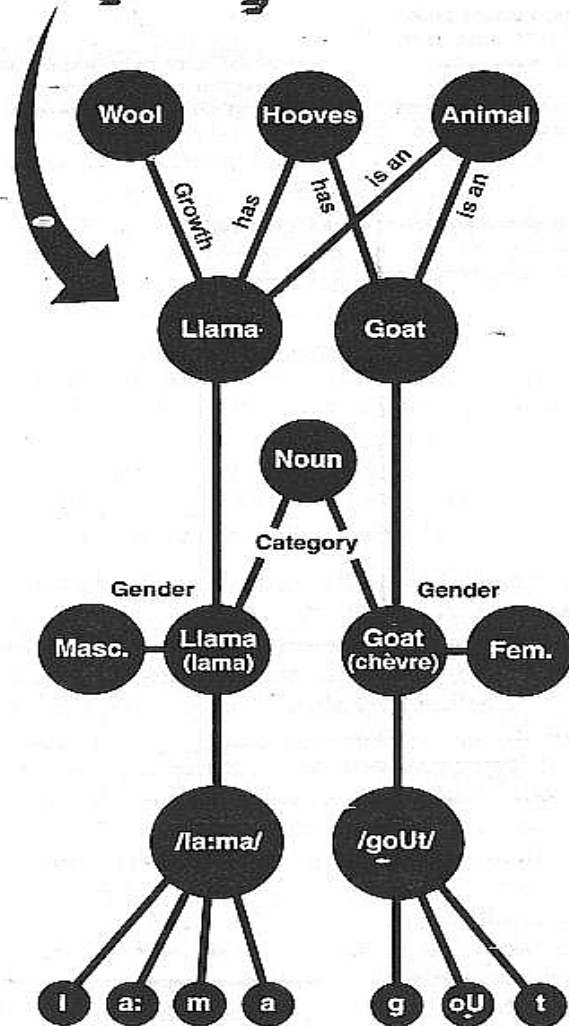 Wool Hooves Animal
Growth has has is an is an
Llama Goat
Noun
Category
Gender Gender
Masc. Llama Goat Fem.
(lama) (chèvre)
/la:ma/ /goUt/
l a: m a g oU t